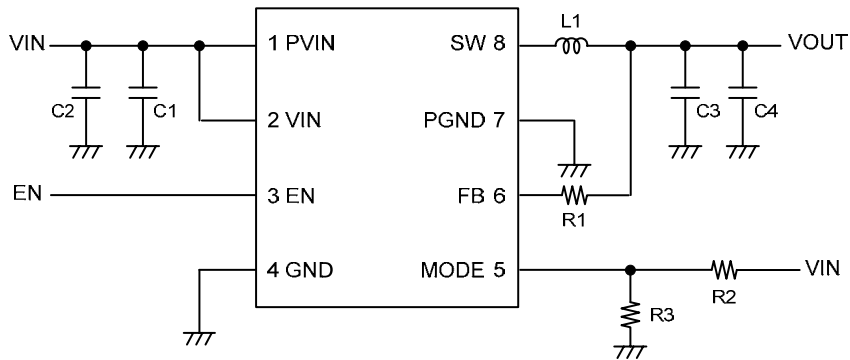 L1
VIN
1 PVIN
SW 8
VOUT
C2
C1
C3
C4
2 VIN
PGND 7
EN
3 EN
FB 6
R1
4 GND
MODE 5
VIN
R2
R3